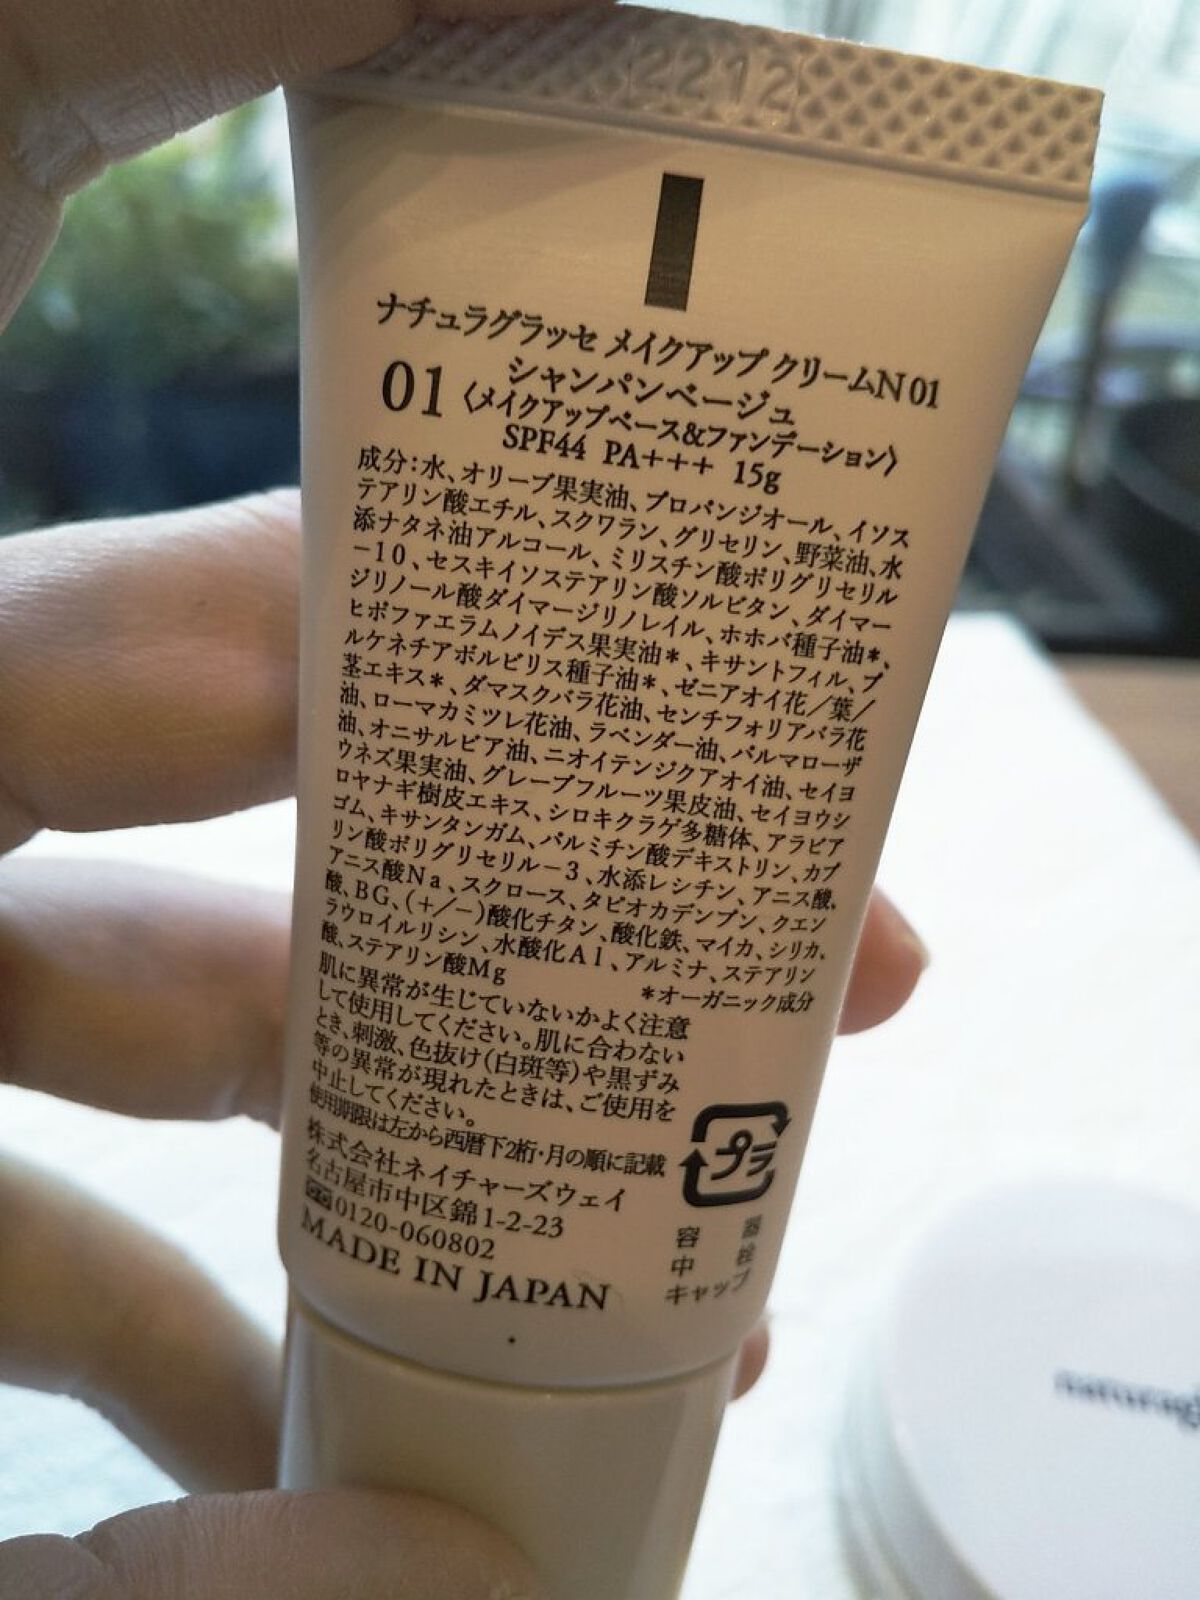 2212
ナチュラグラッセ メイクアップ クリームN 01
シャンパンベージュ
01 〈メイクアップベース&ファンデーション〉
SPF44 PA+++ 15g
成分：水、オリーブ果実油、プロパンジオール、イソス
テアリン酸エチル、スクワラン、グリセリン、野菜油、水
添ナタネ油アルコール、ミリスチン酸ポリグリセリル
－10、セスキイソステアリン酸ソルビタン、ダイマー
ジリノール酸ダイマージリノレイル、ホホバ種子油＊、
ヒポファエラムノイデス果実油＊、キサントフィル、プ
ルケネチアボルビリス種子油＊、ゼニアオイ花／葉／
茎エキス＊、ダマスクバラ花油、センチフォリアバラ花
油、ローマカミツレ花油、ラベンダー油、パルマローザ
油、オニサルビア油、ニオイテンジクアオイ油、セイヨ
ウネズ果実油、グレープフルーツ果皮油、セイヨウシ
ロヤナギ樹皮エキス、シロキクラゲ多糖体、アラビア
ゴム、キサンタンガム、パルミチン酸デキストリン、カプ
リン酸ポリグリセリル－3、水添レシチン、アニス酸、
アニス酸Na、スクロース、タピオカデンプン、クエン
酸、BG、(+/−)酸化チタン、酸化鉄、マイカ、シリカ、
ラウロイルリシン、水酸化Al、アルミナ、ステアリン
酸、ステアリン酸Mg
＊オーガニック成分
肌に異常が生じていないかよく注意
して使用してください。肌に合わない
とき、刺激、色抜け(白斑等)や黒ずみ
等の異常が現れたときは、ご使用を
中止してください。
使用期限は左から西暦下2桁・月の順に記載
株式会社ネイチャーズウェイ
名古屋市中区錦1-2-23
0120-060802
MADE IN JAPAN
プラ
容器
中栓
キャップ
naturag